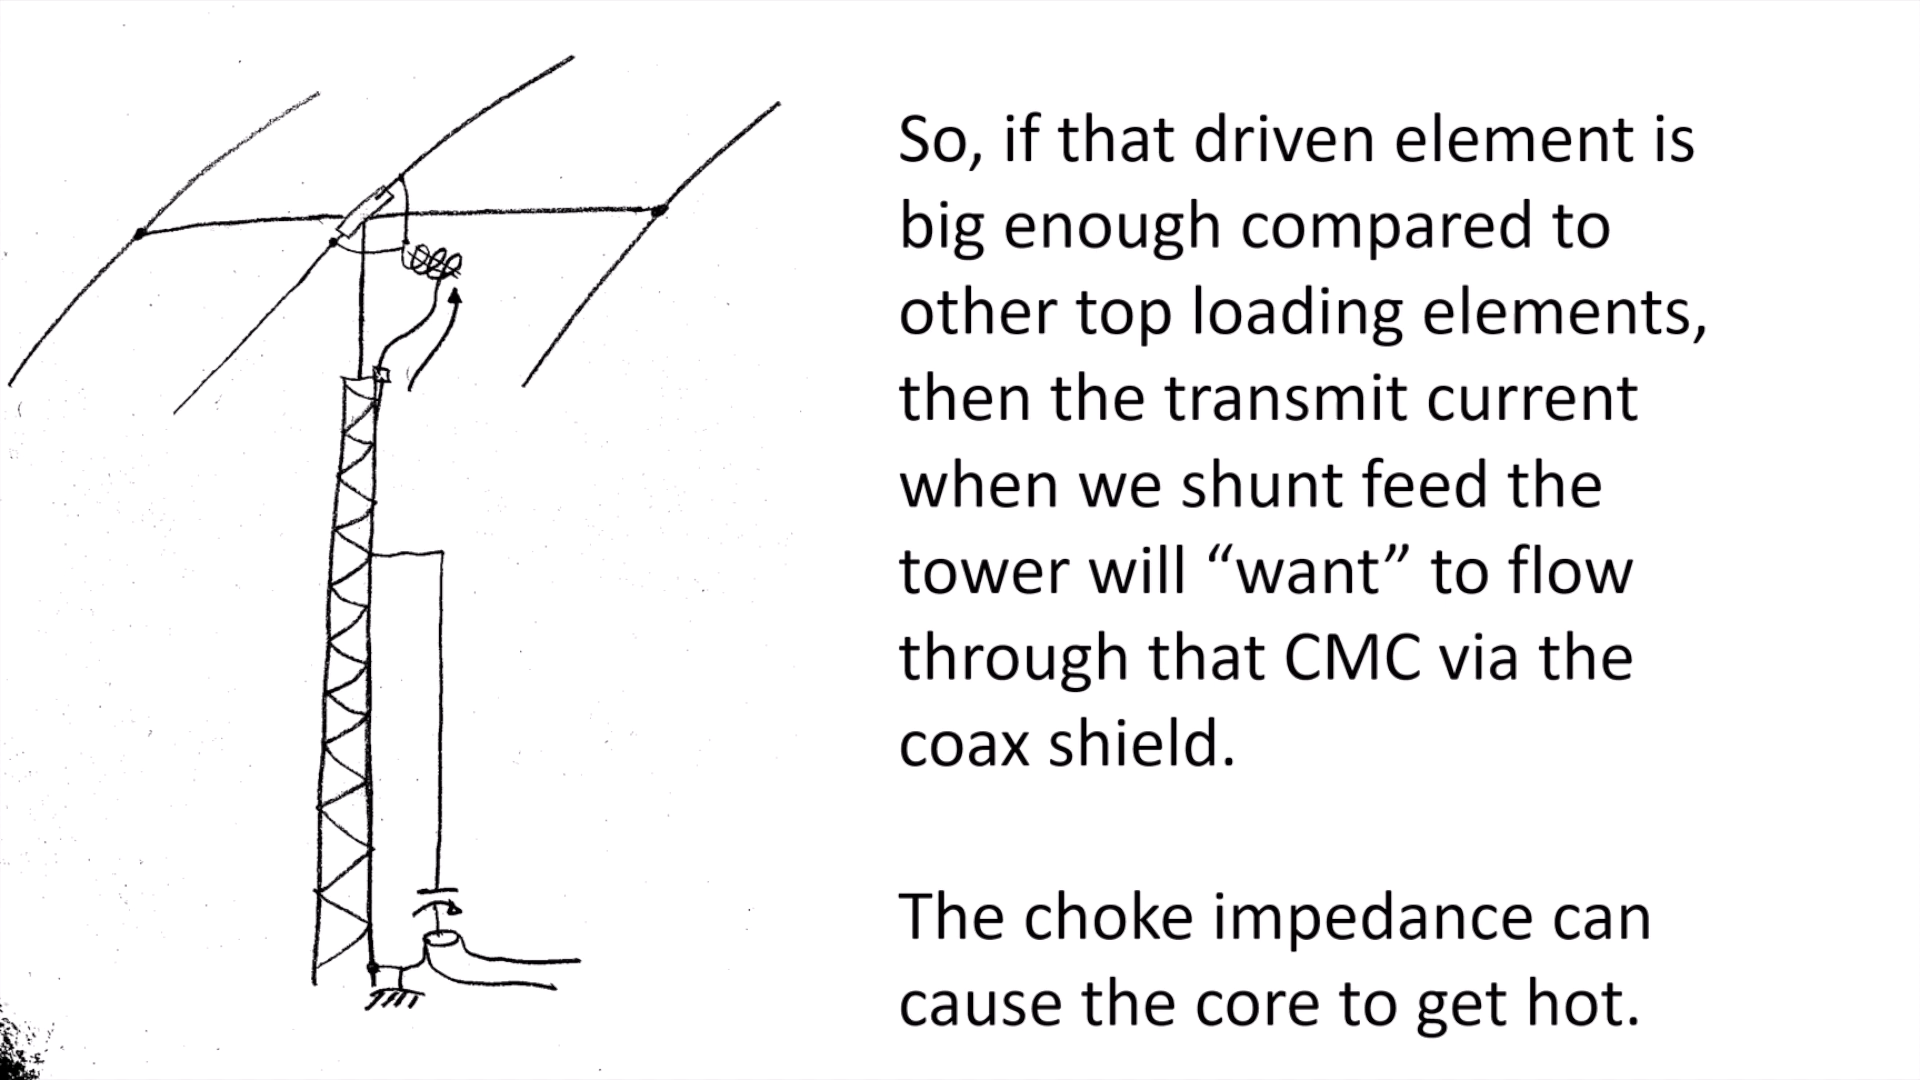 So, if that driven element is
big enough compared to
other top loading elements,
then the transmit current
when we shunt feed the
tower will “want” to flow
through that CMC via the
coax shield.
The choke impedance can
cause the core to get hot.